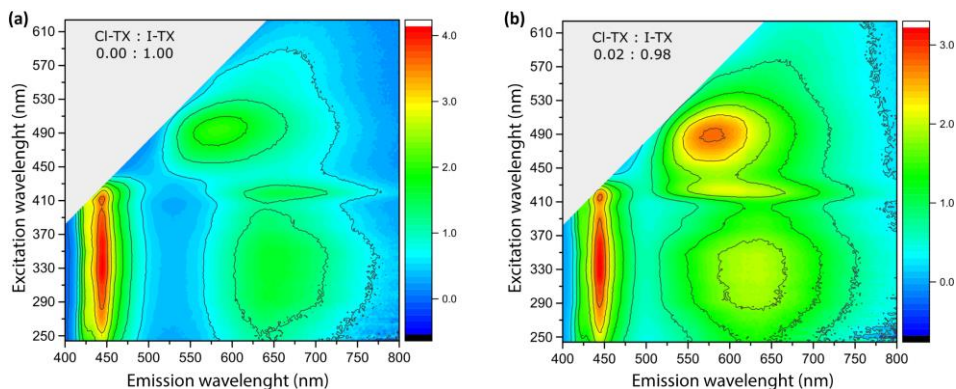 (a)
Cl-TX : I-TX
0.00 : 1.00
Excitation wavelenght (nm)
610
570
530
490
450
410
370
330
290
250
400 450 500 550 600 650 700 750 800
Emission wavelenght (nm)
4.0
3.0
2.0
1.0
0.0
(b)
Cl-TX : I-TX
0.02 : 0.98
Excitation wavelenght (nm)
610
570
530
490
450
410
370
330
290
250
400 450 500 550 600 650 700 750 800
Emission wavelenght (nm)
3.0
2.0
1.0
0.0